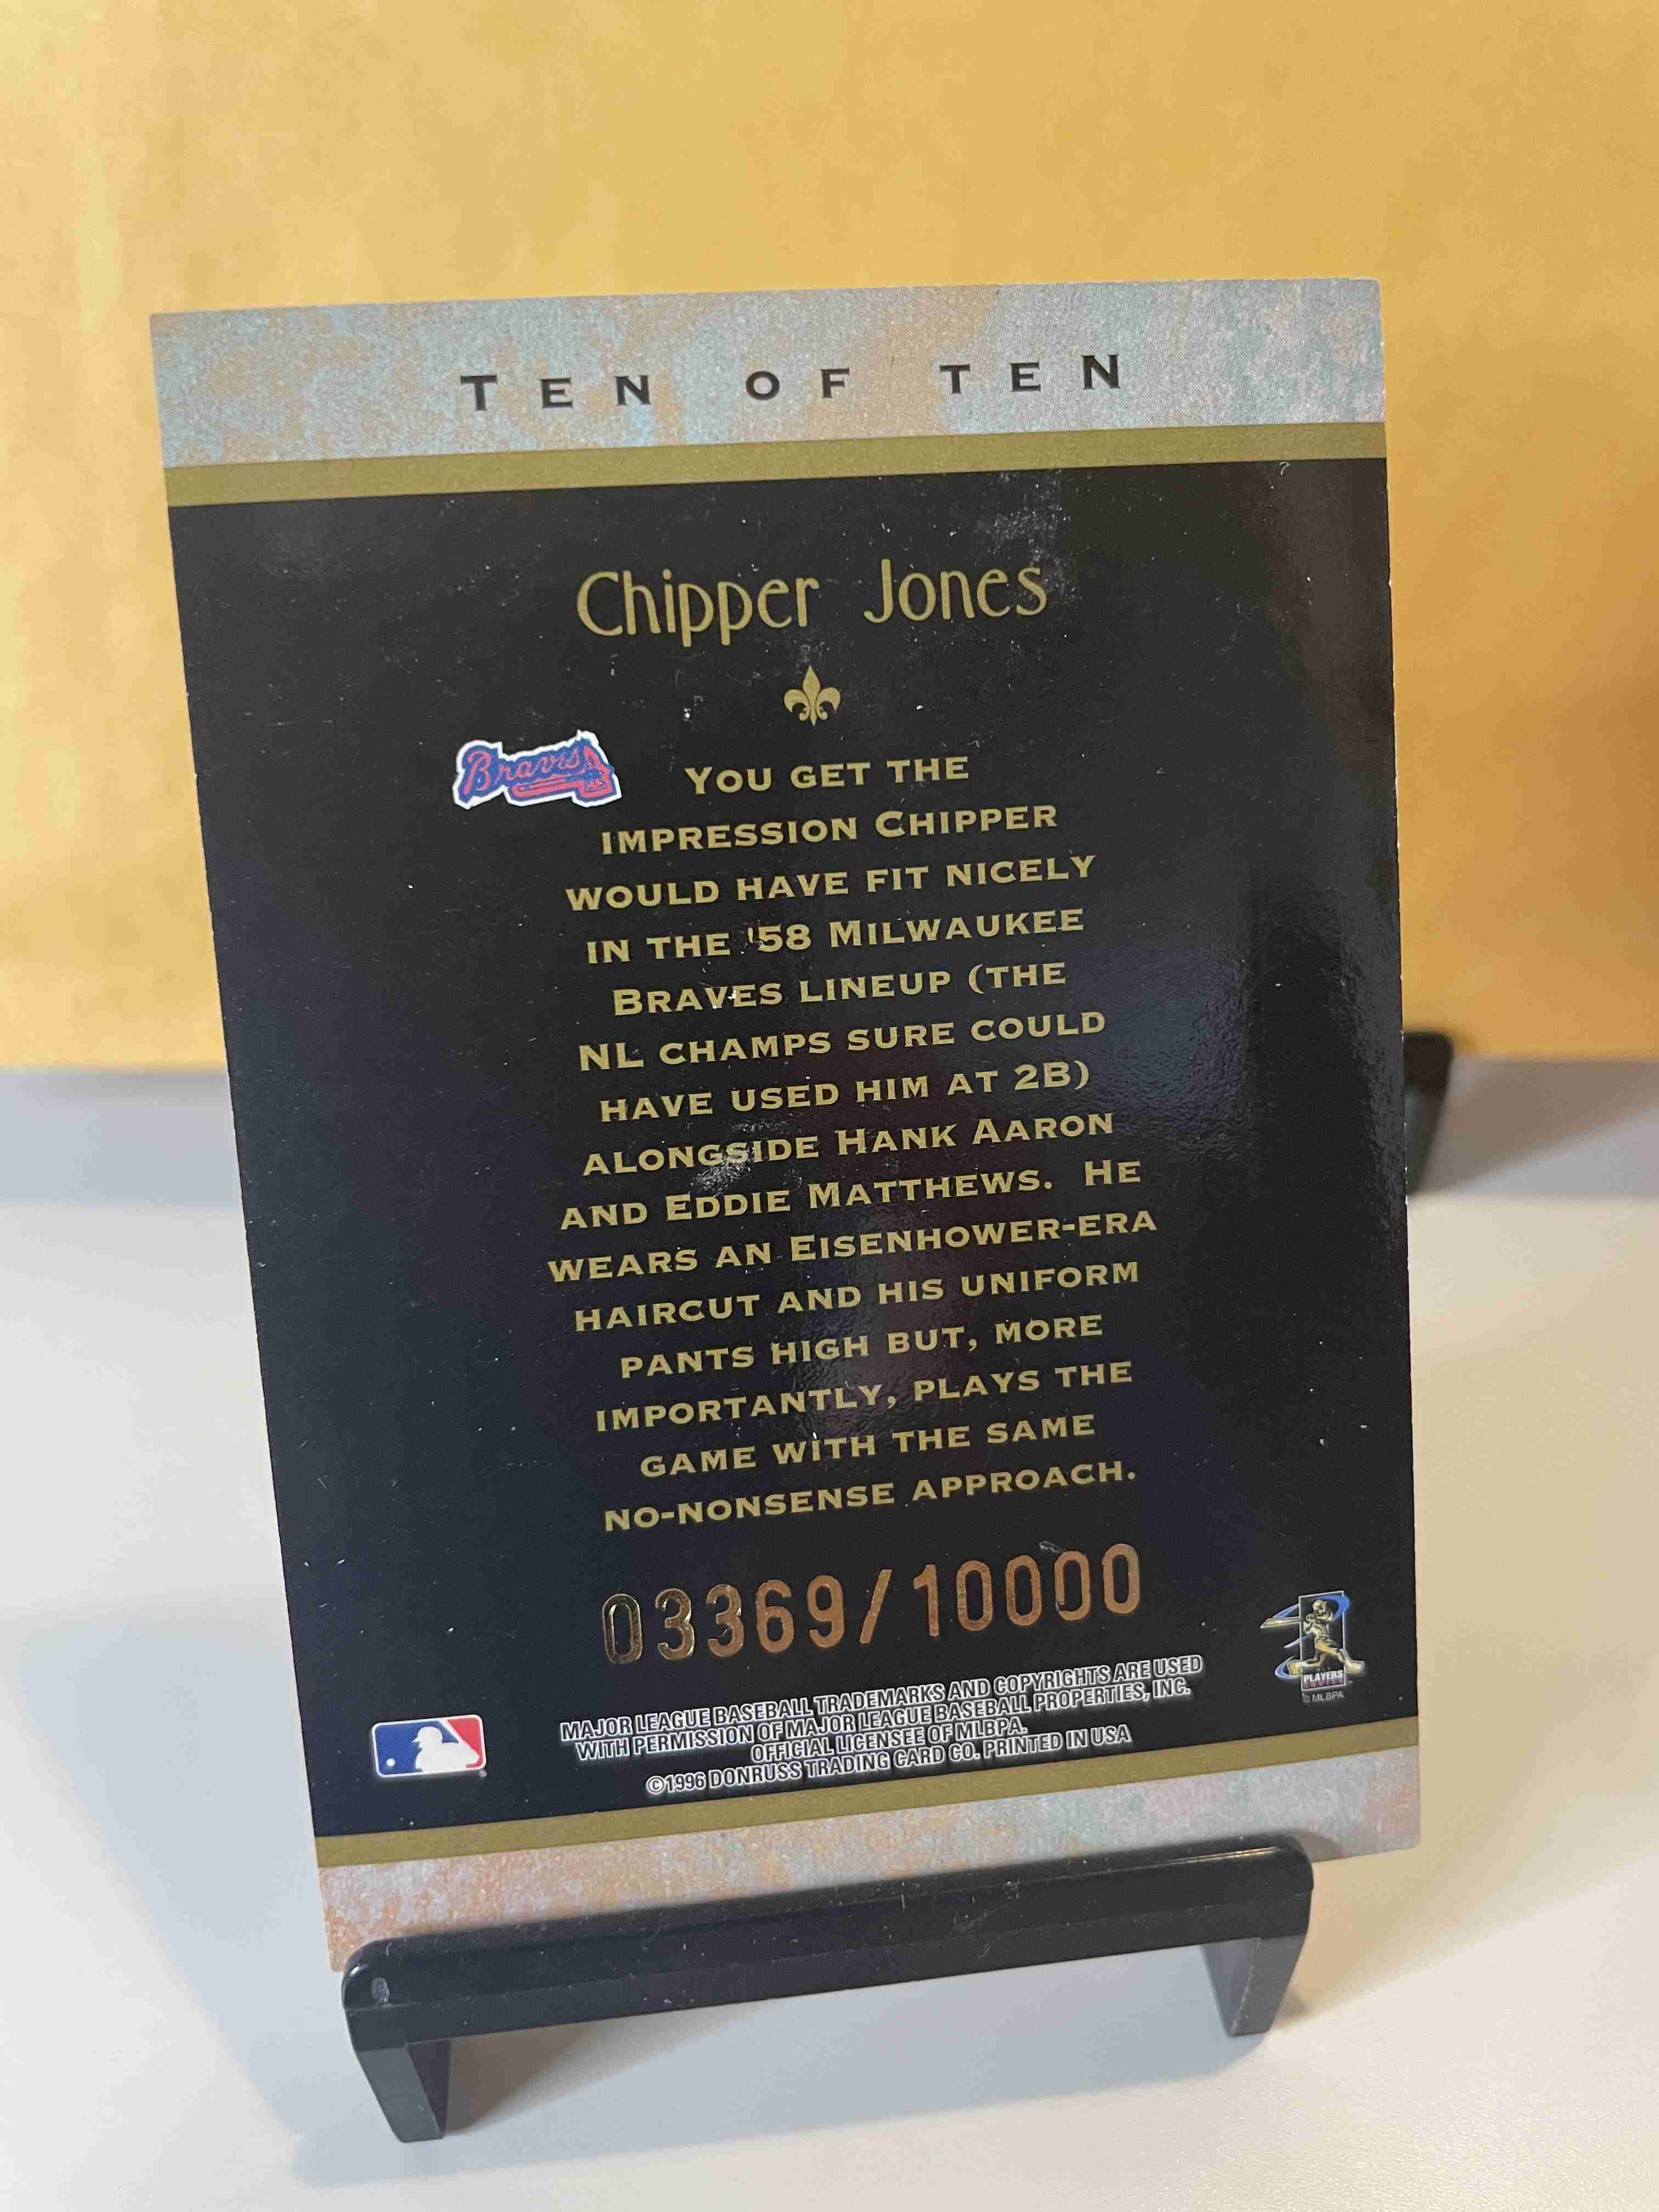 TEN OF TEN
Chipper Jones
Braves
YOU GET THE
IMPRESSION CHIPPER
WOULD HAVE FIT NICELY
IN THE '58 MILWAUKEE
BRAVES LINEUP (THE
NL CHAMPS SURE COULD
HAVE USED HIM AT 2B)
ALONGSIDE HANK AARON
AND EDDIE MATTHEWS. HE
WEARS AN EISENHOWER-ERA
HAIRCUT AND HIS UNIFORM
PANTS HIGH BUT, MORE
IMPORTANTLY, PLAYS THE
GAME WITH THE SAME
NO-NONSENSE APPROACH.
03369/10000
PLAYERS
© MLBPA
MAJOR LEAGUE BASEBALL TRADEMARKS AND COPYRIGHTS ARE USED
WITH PERMISSION OF MAJOR LEAGUE BASEBALL PROPERTIES, INC.
OFFICIAL LICENSEE OF MLBPA.
©1996 DONRUSS TRADING CARD CO. PRINTED IN USA